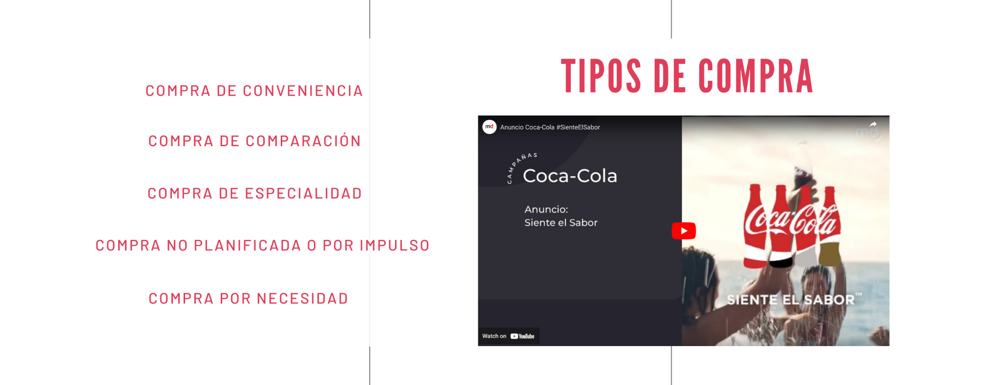 TIPOS DE COMPRA
COMPRA DE CONVENIENCIA
COMPRA DE COMPARACIÓN
COMPRA DE ESPECIALIDAD
COMPRA NO PLANIFICADA O POR IMPULSO
COMPRA POR NECESIDAD
md
Anuncio Coca-Cola #SienteElSabor
md
Share
CAMPAÑAS
Coca-Cola
Anuncio:
Siente el Sabor
Coca-Cola
SIENTE EL SABOR™
Watch on YouTube